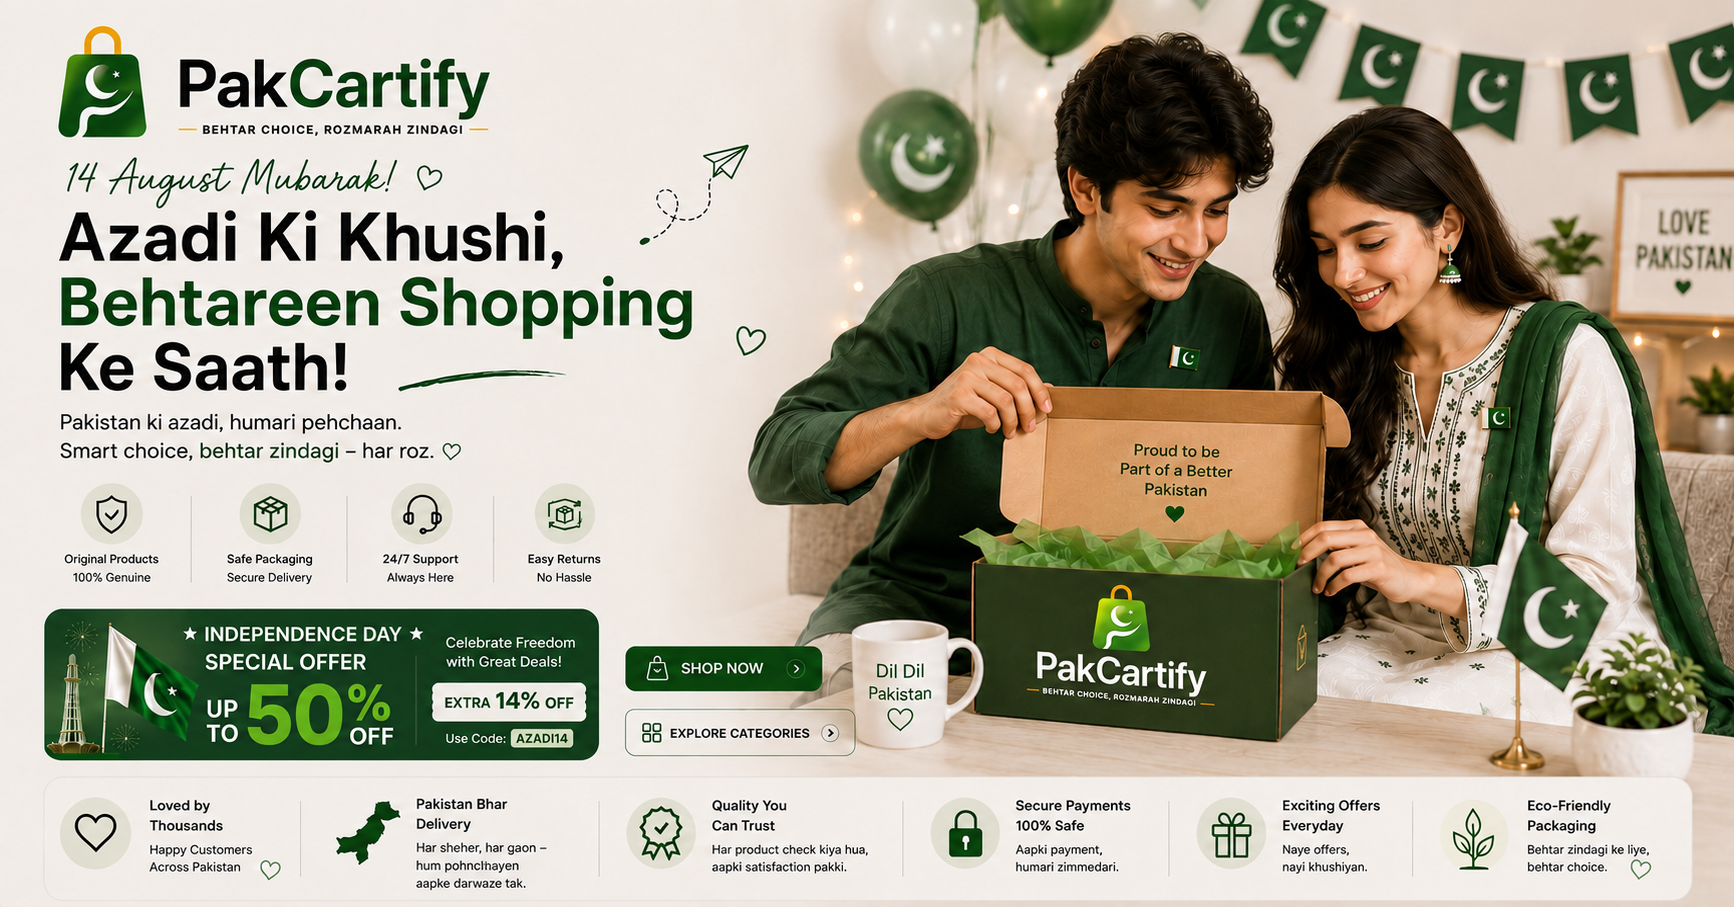 PakCartify
BEHTAR CHOICE, ROZMARAH ZINDAGI
14 August Mubarak!
Azadi Ki Khushi,
Behtareen Shopping
Ke Saath!
Pakistan ki azadi, humari pehchaan.
Smart choice, behtar zindagi – har roz.
Original Products
100% Genuine
Safe Packaging
Secure Delivery
24/7 Support
Always Here
Easy Returns
No Hassle
INDEPENDENCE DAY
SPECIAL OFFER
UP TO 50% OFF
Celebrate Freedom
with Great Deals!
EXTRA 14% OFF
Use Code: AZADI14
SHOP NOW
EXPLORE CATEGORIES
LOVE
PAKISTAN
Proud to be
Part of a Better
Pakistan
Dil Dil
Pakistan
PakCartify
BEHTAR CHOICE, ROZMARAH ZINDAGI
Loved by
Thousands
Happy Customers
Across Pakistan
Pakistan Bhar
Delivery
Har sheher, har gaon –
hum pohnchhayen
aapke darwaze tak.
Quality You
Can Trust
Har product check kiya hua,
aapki satisfaction pakki.
Secure Payments
100% Safe
Aapki payment,
humari zimmedari.
Exciting Offers
Everyday
Naye offers,
nayi khushiyan.
Eco-Friendly
Packaging
Behtar zindagi ke liye,
behtar choice.